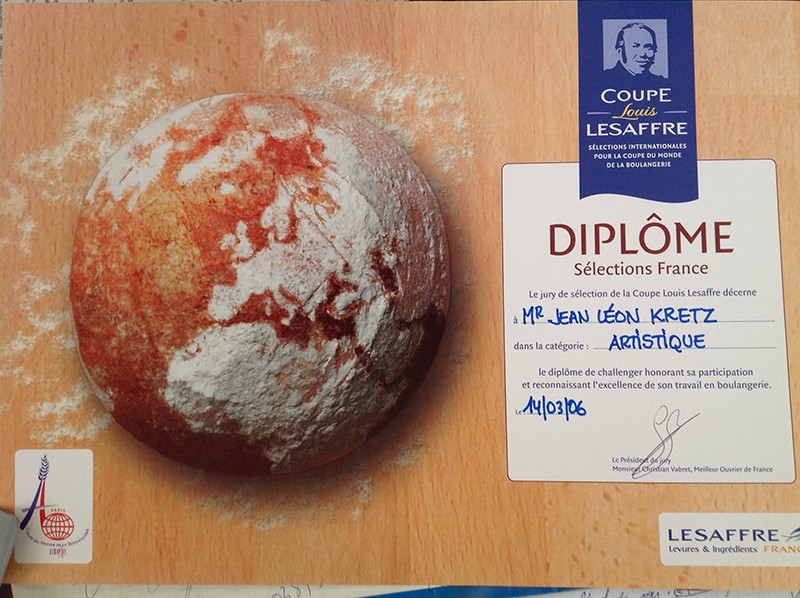 COUPE
Louis
LESAFFRE
SÉLECTIONS INTERNATIONALES
POUR LA COUPE DU MONDE
DE LA BOULANGERIE
DIPLÔME
Sélections France
Le jury de sélection de la Coupe Louis Lesaffre décerne
à MR JEAN LÉON KRETZ
dans la catégorie : ARTISTIQUE
le diplôme de challenger honorant sa participation
et reconnaissant l'excellence de son travail en boulangerie.
Le : 14/03/06
Le Président du jury
Monsieur Christian Vabret, Meilleur Ouvrier de France
PARIS
LESAFFRE
Levures & Ingrédients